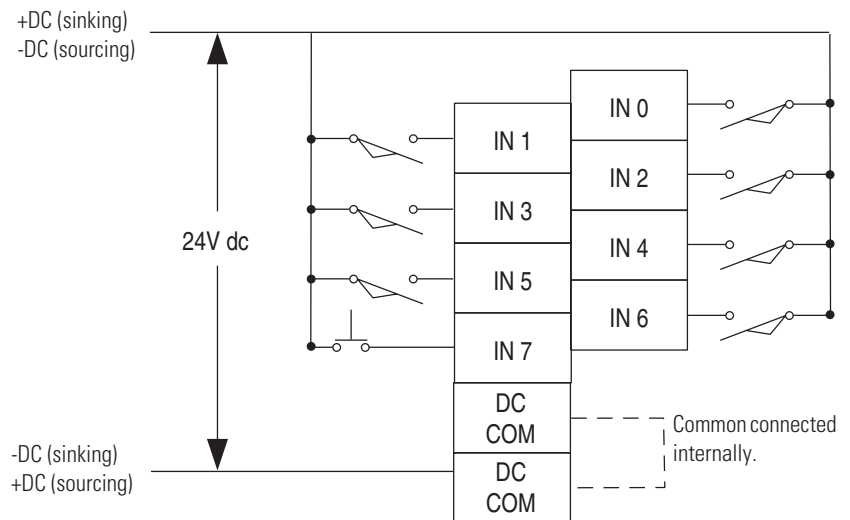 +DC (sinking)
-DC (sourcing)
IN 0
IN 1
IN 2
IN 3
24V dc
IN 4
IN 5
IN 6
IN 7
DC
COM
Common connected
internally.
-DC (sinking)
+DC (sourcing)
DC
COM